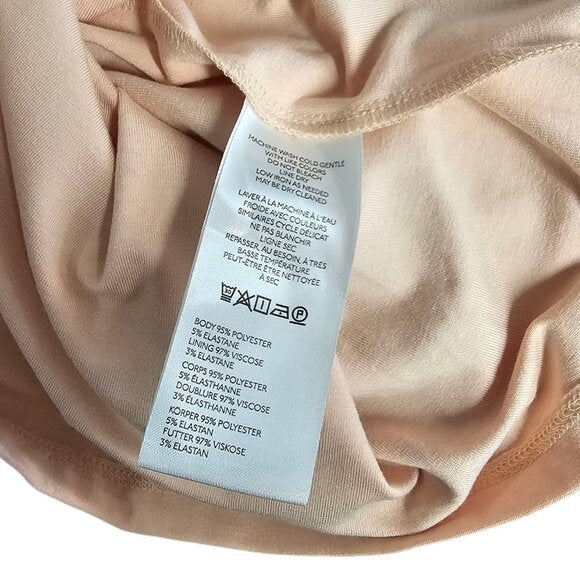 MACHINE WASH COLD GENTLE
WITH LIKE COLORS
DO NOT BLEACH
LINE DRY
LOW IRON AS NEEDED
MAY BE DRY CLEANED
LAVER À LA MACHINE À L'EAU
FROIDE AVEC COULEURS
SIMILAIRES CYCLE DÉLICAT
NE PAS BLANCHIR
LIGNE SEC
REPASSER, AU BESOIN, À TRÈS
BASSE TEMPÉRATURE
PEUT-ÊTRE ÊTRE NETTOYÉE
À SEC
30 P
BODY 95% POLYESTER
5% ELASTANE
LINING 97% VISCOSE
3% ELASTANE
CORPS 95% POLYESTER
5% ÉLASTHANNE
DOUBLURE 97% VISCOSE
3% ÉLASTHANNE
KÖRPER 95% POLYESTER
5% ELASTAN
FUTTER 97% VISKOSE
3% ELASTAN